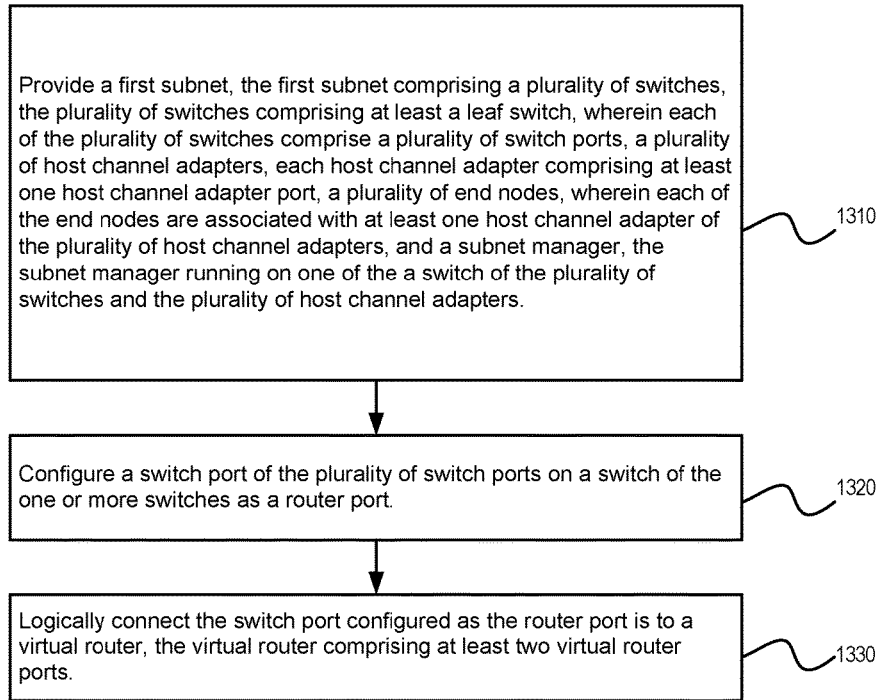 Provide a first subnet, the first subnet comprising a plurality of switches,
the plurality of switches comprising at least a leaf switch, wherein each
of the plurality of switches comprise a plurality of switch ports, a plurality
of host channel adapters, each host channel adapter comprising at least
one host channel adapter port, a plurality of end nodes, wherein each of
the end nodes are associated with at least one host channel adapter of
the plurality of host channel adapters, and a subnet manager, the
subnet manager running on one of the a switch of the plurality of
switches and the plurality of host channel adapters.
1310
Configure a switch port of the plurality of switch ports on a switch of the
one or more switches as a router port.
1320
Logically connect the switch port configured as the router port is to a
virtual router, the virtual router comprising at least two virtual router
ports.
1330